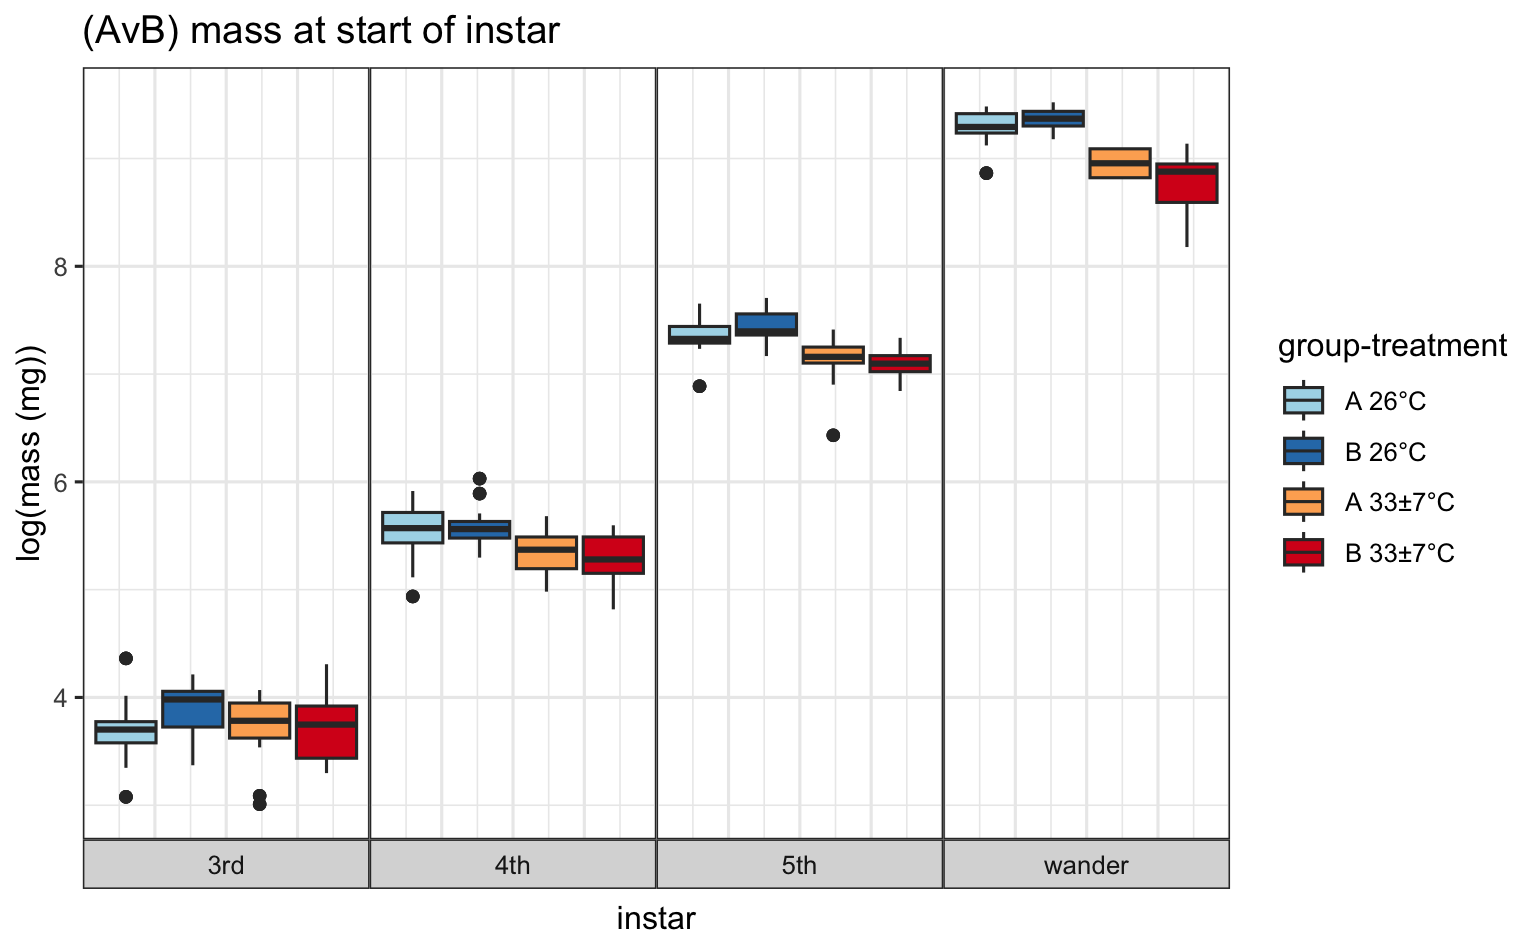 (AvB) mass at start of instar
log(mass (mg))
8
6
4
3rd
4th
5th
wander
instar
group-treatment
A 26°C
B 26°C
A 33±7°C
B 33±7°C